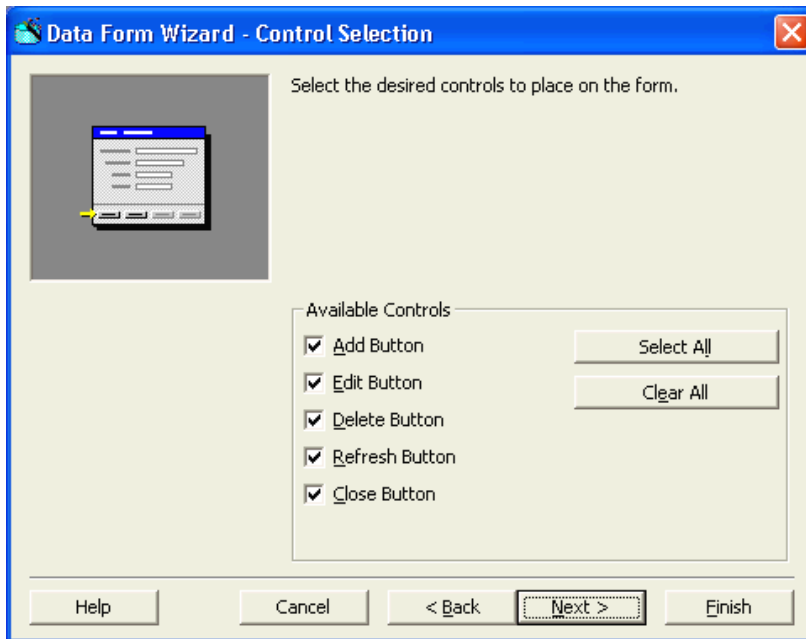 Data Form Wizard - Control Selection
Select the desired controls to place on the form.
Available Controls
Add Button
Select All
Edit Button
Clear All
Delete Button
Refresh Button
Close Button
Help
Cancel
< Back
Next >
Finish